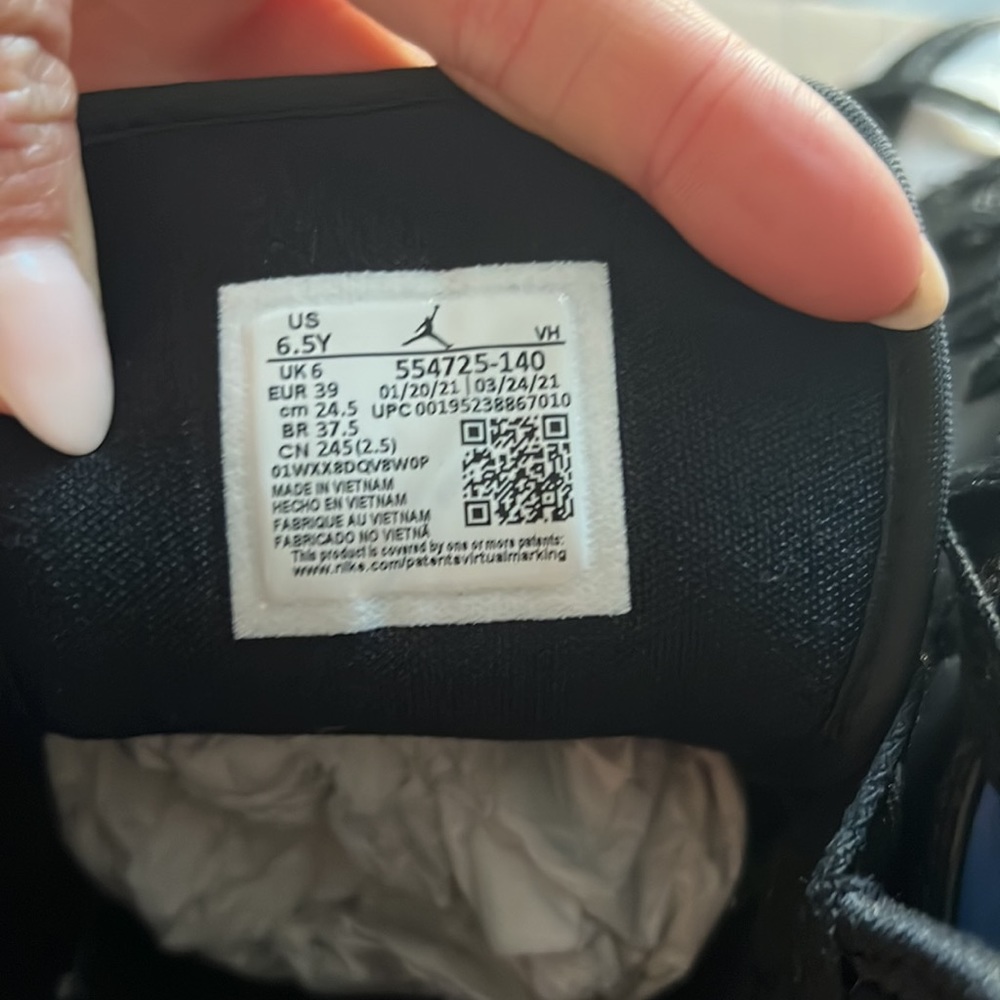 US
6.5Y
VH
UK 6
554725-140
EUR 39
01/20/21 | 03/24/21
cm 24.5
UPC 00195238867010
BR 37.5
CN 245(2.5)
01WXX8DQV8W0P
MADE IN VIETNAM
HECHO EN VIETNAM
FABRIQUE AU VIETNAM
FABRICADO NO VIETNÃ
This product is covered by one or more patents:
www.nike.com/patentsvirtualmarking